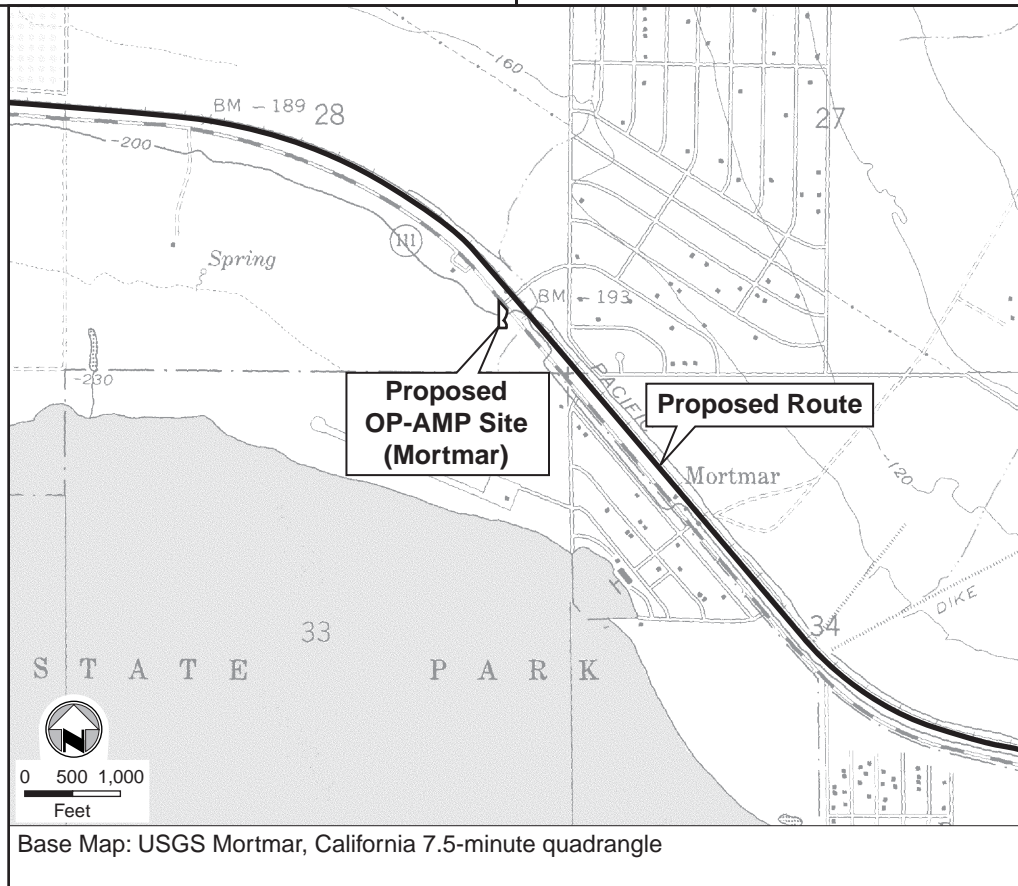 160
BM - 189
28
27
-200
111
Spring
BM - 193
-230
Proposed
OP-AMP Site
(Mortmar)
PACIFIC
Proposed Route
Mortmar
-120
DIKE
33
34
STATE PARK
N
0 500 1,000
Feet
Base Map: USGS Mortmar, California 7.5-minute quadrangle